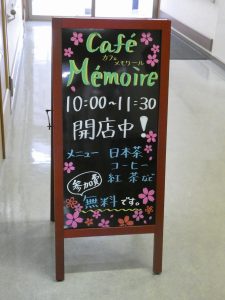 Café
カフェ メモワール
Mémoire
10:00~11:30
開店中!
メニュー 日本茶
コーヒー
紅茶など
参加費
無料です。